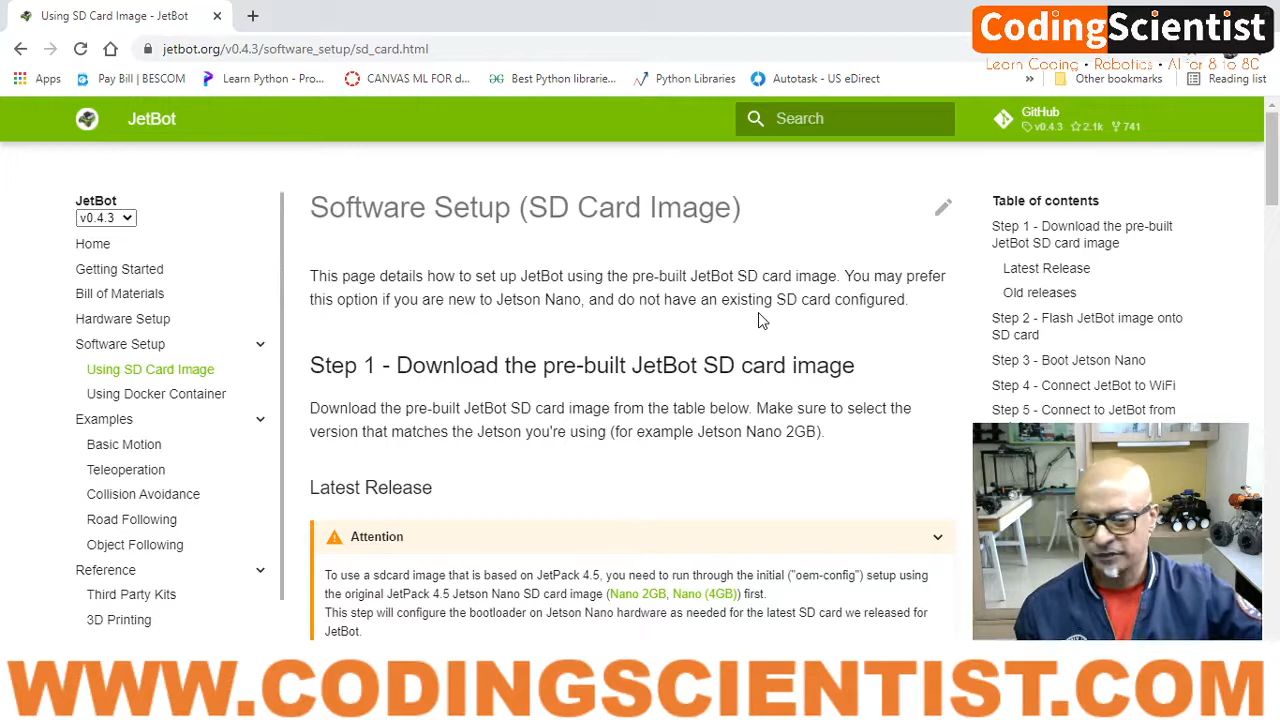 Using SD Card Image - JetBot
CodingScientist
Learn Coding • Robotics • AI for 8 to 80
jetbot.org/v0.4.3/software_setup/sd_card.html
Apps
Pay Bill | BESCOM
Learn Python - Pro...
CANVAS ML FOR d...
Best Python librarie...
Python Libraries
Autotask - US eDirect
»
Other bookmarks
Reading list
JetBot
Search
GitHub
v0.4.3 2.1k 741
JetBot
v0.4.3
Home
Getting Started
Bill of Materials
Hardware Setup
Software Setup
Using SD Card Image
Using Docker Container
Examples
Basic Motion
Teleoperation
Collision Avoidance
Road Following
Object Following
Reference
Third Party Kits
3D Printing
Software Setup (SD Card Image)
This page details how to set up JetBot using the pre-built JetBot SD card image. You may prefer
this option if you are new to Jetson Nano, and do not have an existing SD card configured.
Step 1 - Download the pre-built JetBot SD card image
Download the pre-built JetBot SD card image from the table below. Make sure to select the
version that matches the Jetson you're using (for example Jetson Nano 2GB).
Latest Release
Attention
To use a sdcard image that is based on JetPack 4.5, you need to run through the initial ("oem-config") setup using
the original JetPack 4.5 Jetson Nano SD card image (Nano 2GB, Nano (4GB)) first.
This step will configure the bootloader on Jetson Nano hardware as needed for the latest SD card we released for
JetBot.
Table of contents
Step 1 - Download the pre-built
JetBot SD card image
Latest Release
Old releases
Step 2 - Flash JetBot image onto
SD card
Step 3 - Boot Jetson Nano
Step 4 - Connect JetBot to WiFi
Step 5 - Connect to JetBot from
WWW.CODINGSCIENTIST.COM